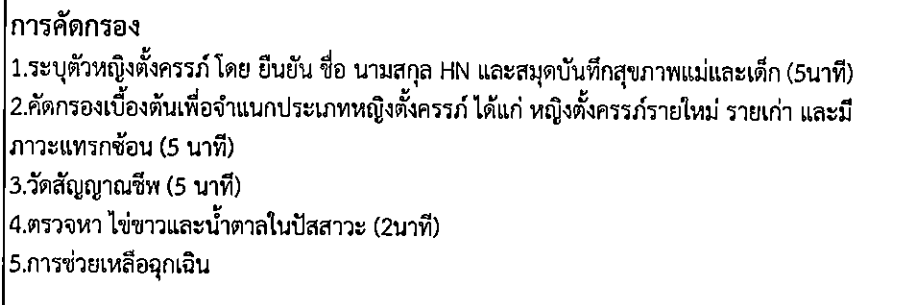 การคัดกรอง
1.ระบุตัวหญิงตั้งครรภ์ โดย ยืนยัน ชื่อ นามสกุล HN และสมุดบันทึกสุขภาพแม่และเด็ก (5นาที)
2.คัดกรองเบื้องต้นเพื่อจำแนกประเภทหญิงตั้งครรภ์ ได้แก่ หญิงตั้งครรภ์รายใหม่ รายเก่า และมี
ภาวะแทรกซ้อน (5 นาที)
3.วัดสัญญาณชีพ (5 นาที)
4.ตรวจหา ไข่ขาวและน้ำตาลในปัสสาวะ (2นาที)
5.การช่วยเหลือฉุกเฉิน